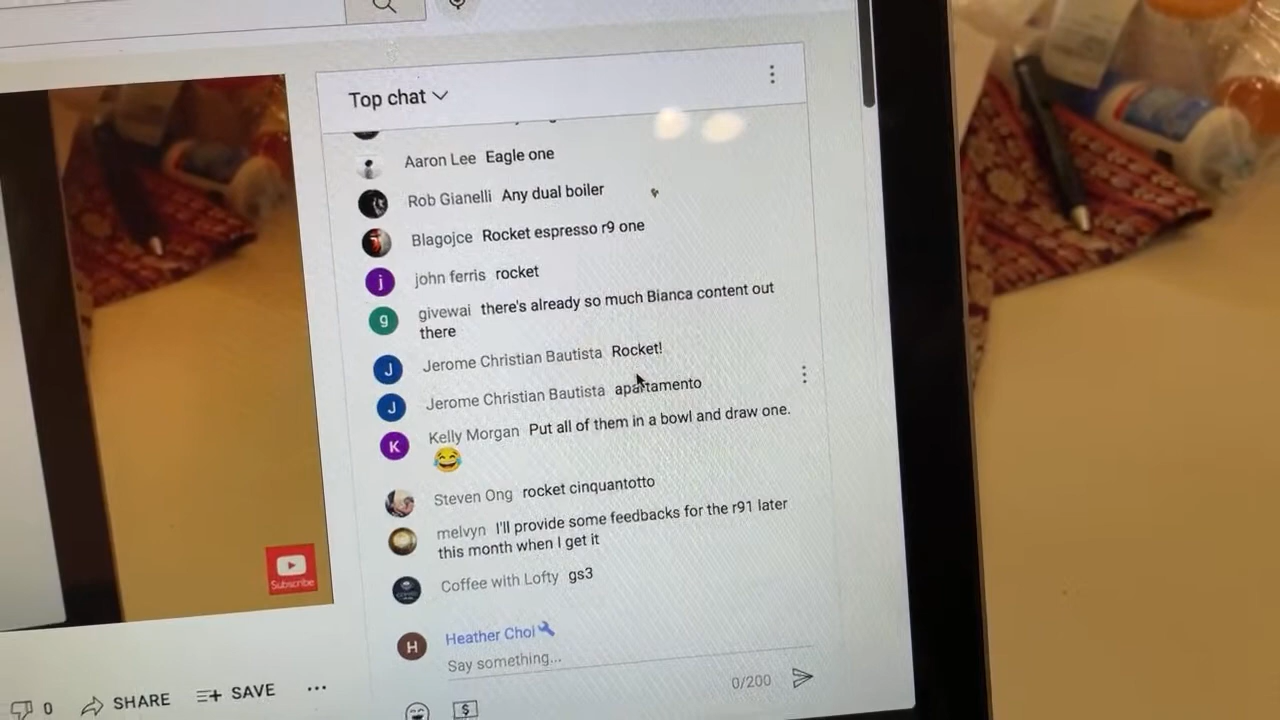 Top chat
Aaron Lee Eagle one
Rob Gianelli Any dual boiler
Blagojce Rocket espresso r9 one
j john ferris rocket
g givewai there's already so much Bianca content out
there
J Jerome Christian Bautista Rocket!
J Jerome Christian Bautista apartamento
K Kelly Morgan Put all of them in a bowl and draw one.
😂
Steven Ong rocket cinquantotto
melvyn I'll provide some feedbacks for the r91 later
this month when I get it
Coffee with Lofty gs3
H Heather Choi
Say something...
0/200
$
Subscribe
0 SHARE SAVE